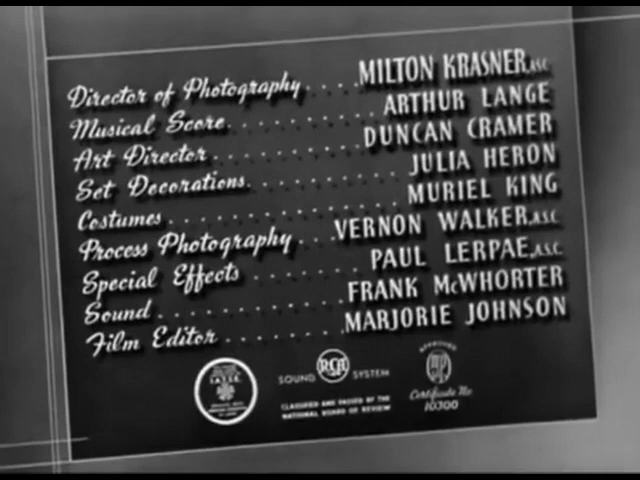 Director of Photography . . . . MILTON KRASNER, A.S.C.
Musical Score . . . . . . . . . . ARTHUR LANGE
Art Director . . . . . . . . . . DUNCAN CRAMER
Set Decorations . . . . . . . . . . JULIA HERON
Costumes . . . . . . . . . . . . . . MURIEL KING
Process Photography . . . VERNON WALKER, A.S.C.
Special Effects . . . . . . . PAUL LERPAE, A.S.C.
Sound . . . . . . . . . . . . FRANK McWHORTER
Film Editor . . . . . . . . MARJORIE JOHNSON
I.A.T.S.E.
SOUND RCA SYSTEM
CLASSIFIED AND PASSED BY THE
NATIONAL BOARD OF REVIEW
APPROVED
Certificate No
10300